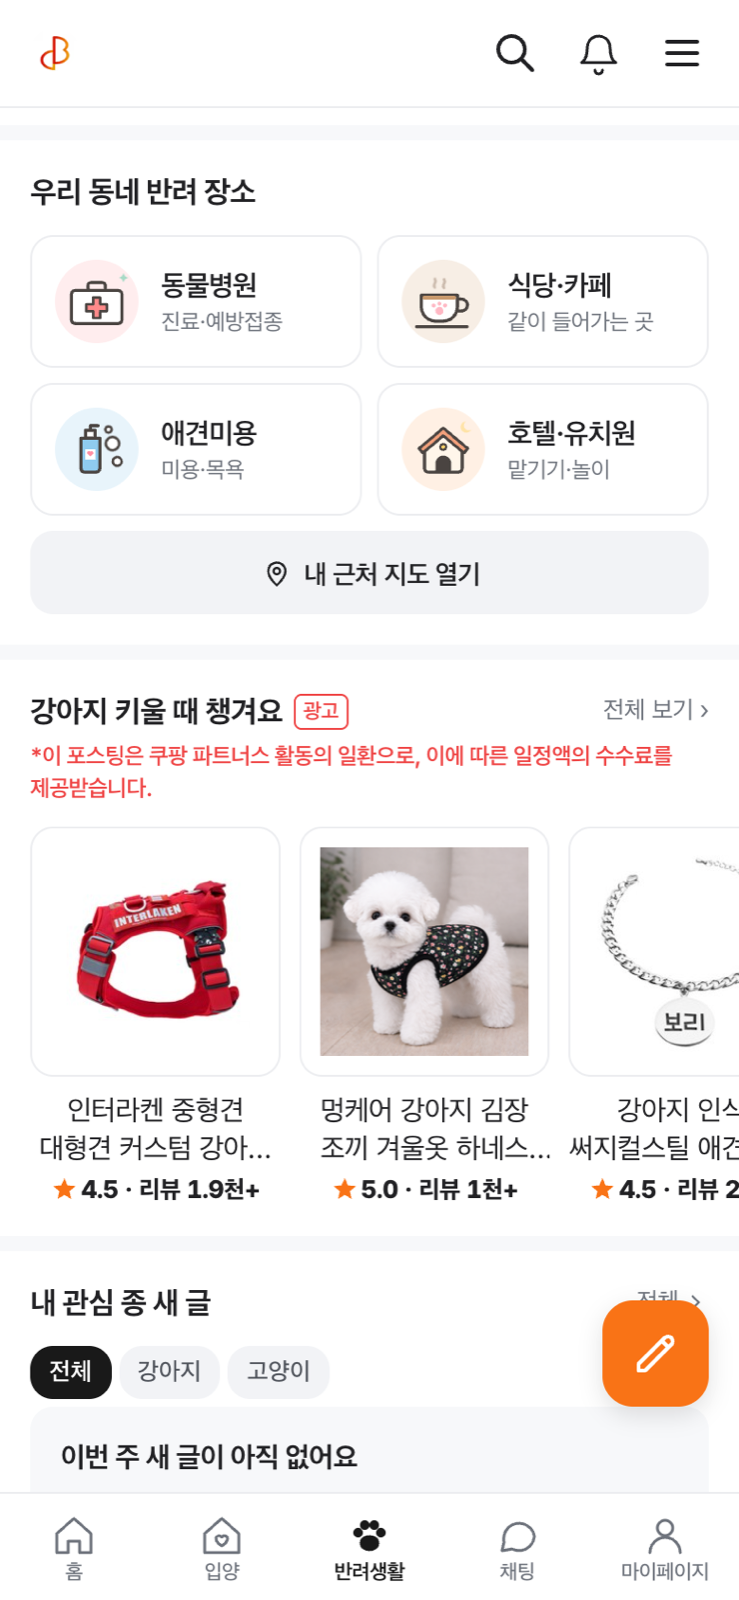 우리 동네 반려 장소
동물병원
진료·예방접종
식당·카페
같이 들어가는 곳
애견미용
미용·목욕
호텔·유치원
맡기기·놀이
내 근처 지도 열기
강아지 키울 때 챙겨요 광고
전체 보기 ›
*이 포스팅은 쿠팡 파트너스 활동의 일환으로, 이에 따른 일정액의 수수료를
제공받습니다.
INTERLAKEN
보리
인터라켄 중형견
대형견 커스텀 강아...
★ 4.5 · 리뷰 1.9천+
멍케어 강아지 김장
조끼 겨울옷 하네스...
★ 5.0 · 리뷰 1천+
강아지 인식
써지컬스틸 애견
★ 4.5 · 리뷰 2
내 관심 종 새 글
전체 ›
전체
강아지
고양이
이번 주 새 글이 아직 없어요
홈
입양
반려생활
채팅
마이페이지